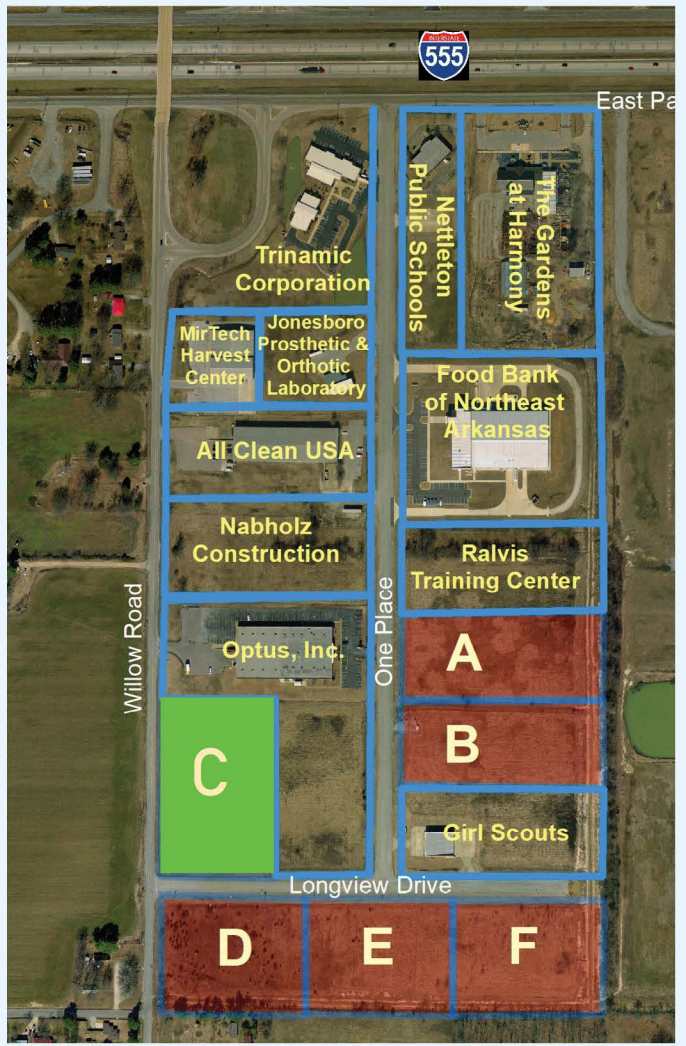 INTERSTATE
555
East Pa
Nettleton
Public Schools
The Gardens
at Harmony
Trinamic
Corporation
MirTech
Harvest
Center
Jonesboro
Prosthetic &
Orthotic
Laboratory
Food Bank
of Northeast
Arkansas
All Clean USA
Nabholz
Construction
Ralvis
Training Center
Willow Road
One Place
Optus, Inc.
A
B
C
Girl Scouts
Longview Drive
D
E
F